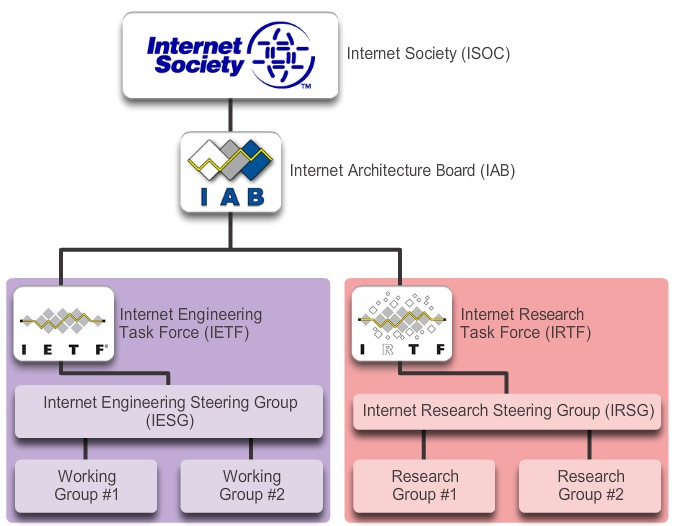 Internet
Society
TM
Internet Society (ISOC)
IAB
Internet Architecture Board (IAB)
IETF®
Internet Engineering
Task Force (IETF)
IRTF
Internet Research
Task Force (IRTF)
Internet Engineering Steering Group
(IESG)
Internet Research Steering Group (IRSG)
Working
Group #1
Working
Group #2
Research
Group #1
Research
Group #2